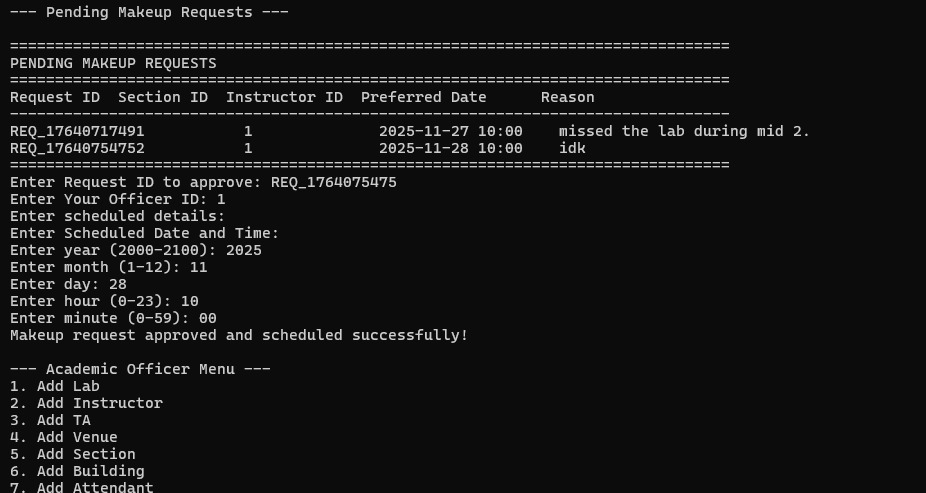 --- Pending Makeup Requests ---
================================================================================
PENDING MAKEUP REQUESTS
================================================================================
Request ID  Section ID  Instructor ID  Preferred Date      Reason
--------------------------------------------------------------------------------
REQ_17640717491           1              2025-11-27 10:00    missed the lab during mid 2.
REQ_17640754752           1              2025-11-28 10:00    idk
================================================================================
Enter Request ID to approve: REQ_1764075475
Enter Your Officer ID: 1
Enter scheduled details:
Enter Scheduled Date and Time:
Enter year (2000-2100): 2025
Enter month (1-12): 11
Enter day: 28
Enter hour (0-23): 10
Enter minute (0-59): 00
Makeup request approved and scheduled successfully!
--- Academic Officer Menu ---
1. Add Lab
2. Add Instructor
3. Add TA
4. Add Venue
5. Add Section
6. Add Building
7. Add Attendant